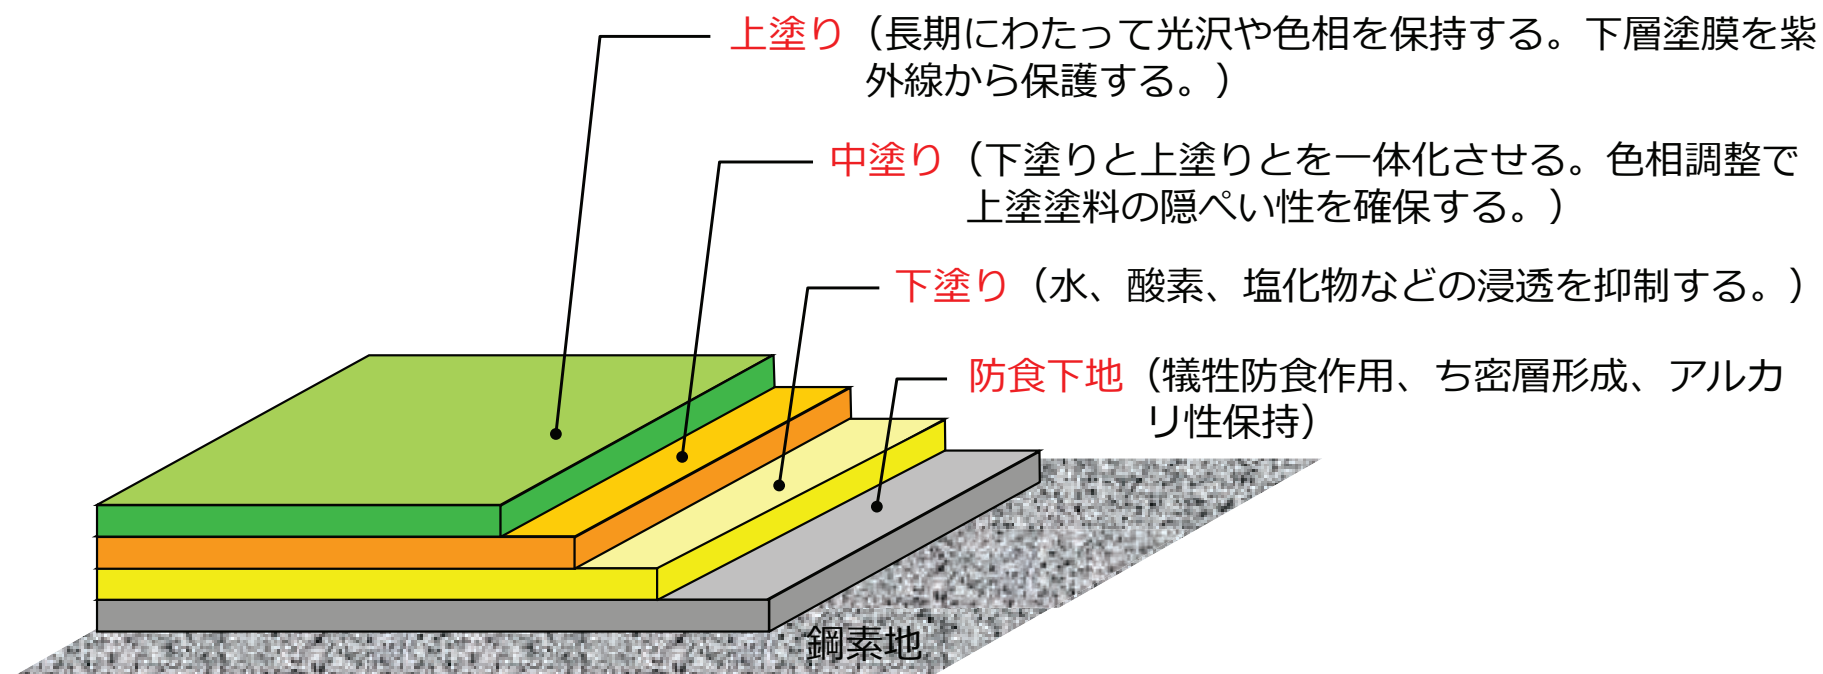 上塗り（長期にわたって光沢や色相を保持する。下層塗膜を紫
外線から保護する。）
中塗り（下塗りと上塗りとを一体化させる。色相調整で
上塗塗料の隠ぺい性を確保する。）
下塗り（水、酸素、塩化物などの浸透を抑制する。）
防食下地（犠牲防食作用、ち密層形成、アルカ
リ性保持）
鋼素地